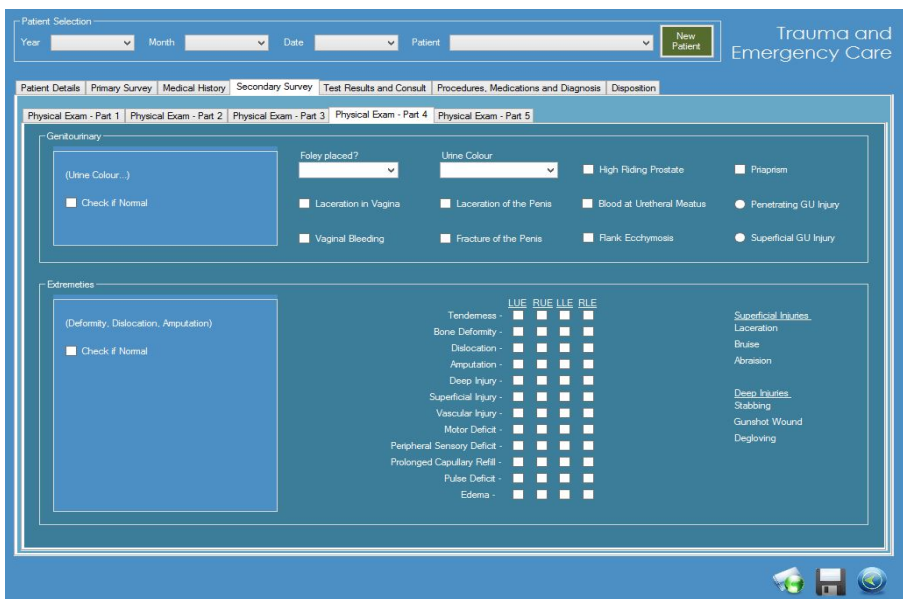 Patient Selection
Year Month Date Patient New Patient
Trauma and
Emergency Care
Patient Details Primary Survey Medical History Secondary Survey Test Results and Consult Procedures, Medications and Diagnosis Disposition
Physical Exam - Part 1 Physical Exam - Part 2 Physical Exam - Part 3 Physical Exam - Part 4 Physical Exam - Part 5
Genitourinary
Foley placed? Urine Colour
(Urine Colour...) High Riding Prostate Priaprism
Check if Normal Laceration in Vagina Laceration of the Penis Blood at Uretheral Meatus Penetrating GU Injury
Vaginal Bleeding Fracture of the Penis Flank Ecchymosis Superficial GU Injury
Extremeties
LUE RUE LLE RLE
(Deformity, Dislocation, Amputation)
Check if Normal
Tenderness -
Bone Deformity -
Dislocation -
Amputation -
Deep Injury -
Superficial Injury -
Vascular Injury -
Motor Deficit -
Peripheral Sensory Deficit -
Prolonged Capullary Refill -
Pulse Deficit -
Edema -
Superficial Injuries
Laceration
Bruise
Abraision
Deep Injuries
Stabbing
Gunshot Wound
Degloving